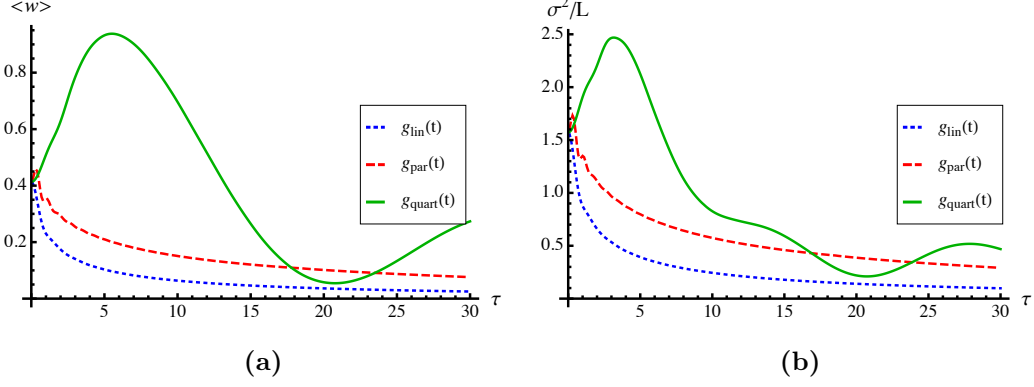 <w>
0.8
0.6
0.4
0.2
5 10 15 20 25 30 τ
g_lin(t)
g_par(t)
g_quart(t)
(a)
σ²/L
2.5
2.0
1.5
1.0
0.5
5 10 15 20 25 30 τ
g_lin(t)
g_par(t)
g_quart(t)
(b)